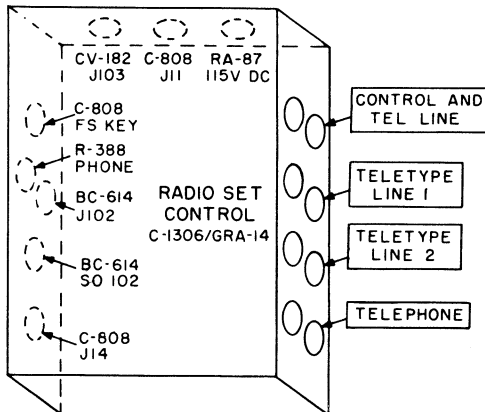 CV-182
J103
C-808
J11
RA-87
115V DC
C-808
FS KEY
R-388
PHONE
BC-614
J102
BC-614
SO 102
C-808
J14
RADIO SET
CONTROL
C-1306/GRA-14
CONTROL AND
TEL LINE
TELETYPE
LINE 1
TELETYPE
LINE 2
TELEPHONE